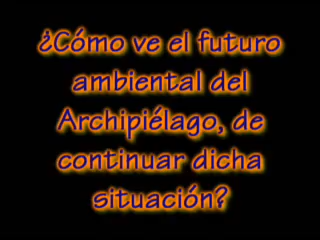 ¿Cómo ve el futuro
ambiental del
Archipiélago, de
continuar dicha
situación?